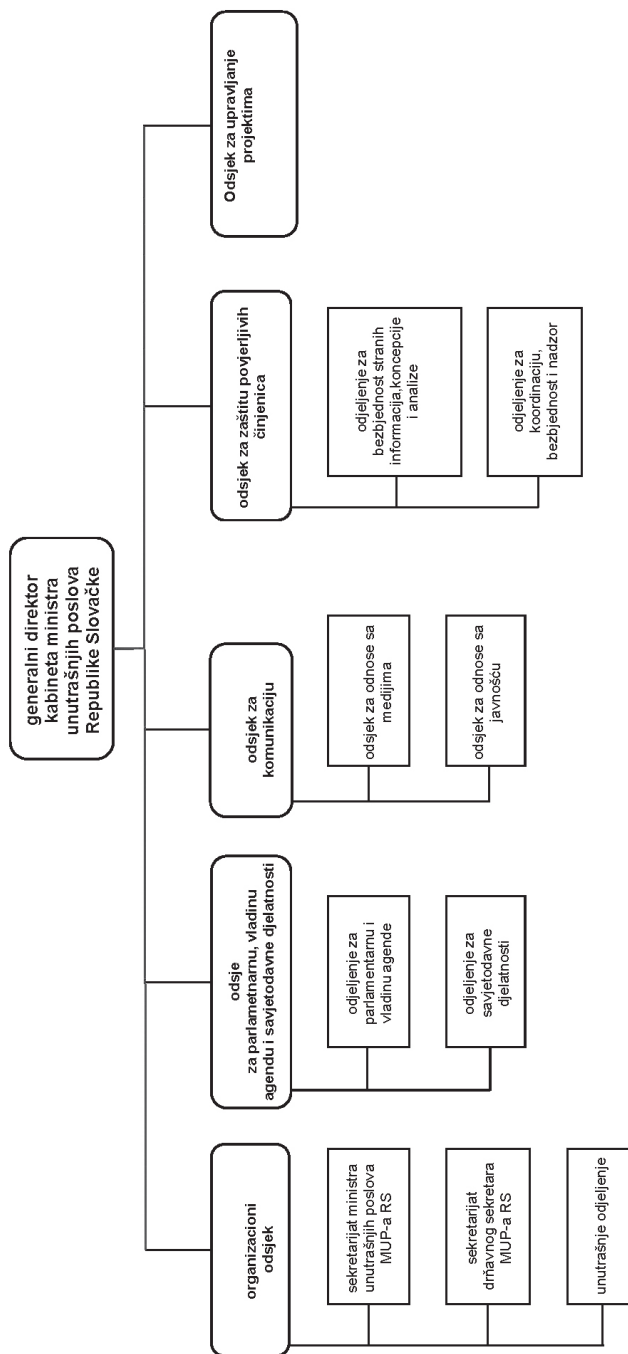 generalni direktor
kabineta ministra
unutrašnjih poslova
Republike Slovačke
organizacioni
odsjek
sekretarijat ministra
unutrašnjih poslova
MUP-a RS
sekretarijat
drñavnog sekretara
MUP-a RS
unutrašnje odjeljenje
odsje
za parlametnarnu, vladinu
agendu i savjetodavne djelatnosti
odjeljenje za
parlamentarnu i
vladinu agende
odjeljenje za
savjetodavne
djelatnosti
odsjek za
komunikaciju
odsjek za odnose sa
medijima
odsjek za odnose sa
javnošću
odsjek za zaštitu povjerljivih
činjenica
odjeljenje za
bezbjednost stranih
informacija,koncepcije
i analize
odjeljenje za
koordinaciju,
bezbjednost i nadzor
Odsjek za upravljanje
projektima